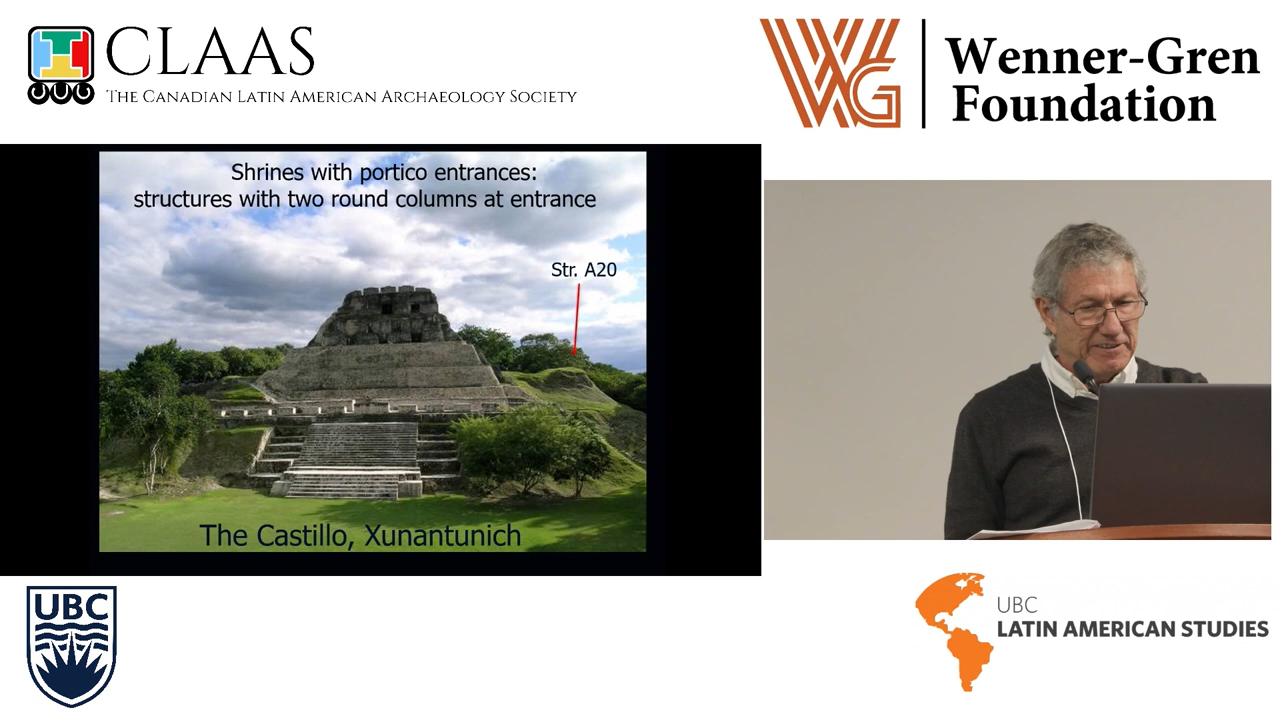 CLAAS
THE CANADIAN LATIN AMERICAN ARCHAEOLOGY SOCIETY
WG
Wenner-Gren
Foundation
Shrines with portico entrances:
structures with two round columns at entrance
Str. A20
The Castillo, Xunantunich
UBC
UBC
LATIN AMERICAN STUDIES